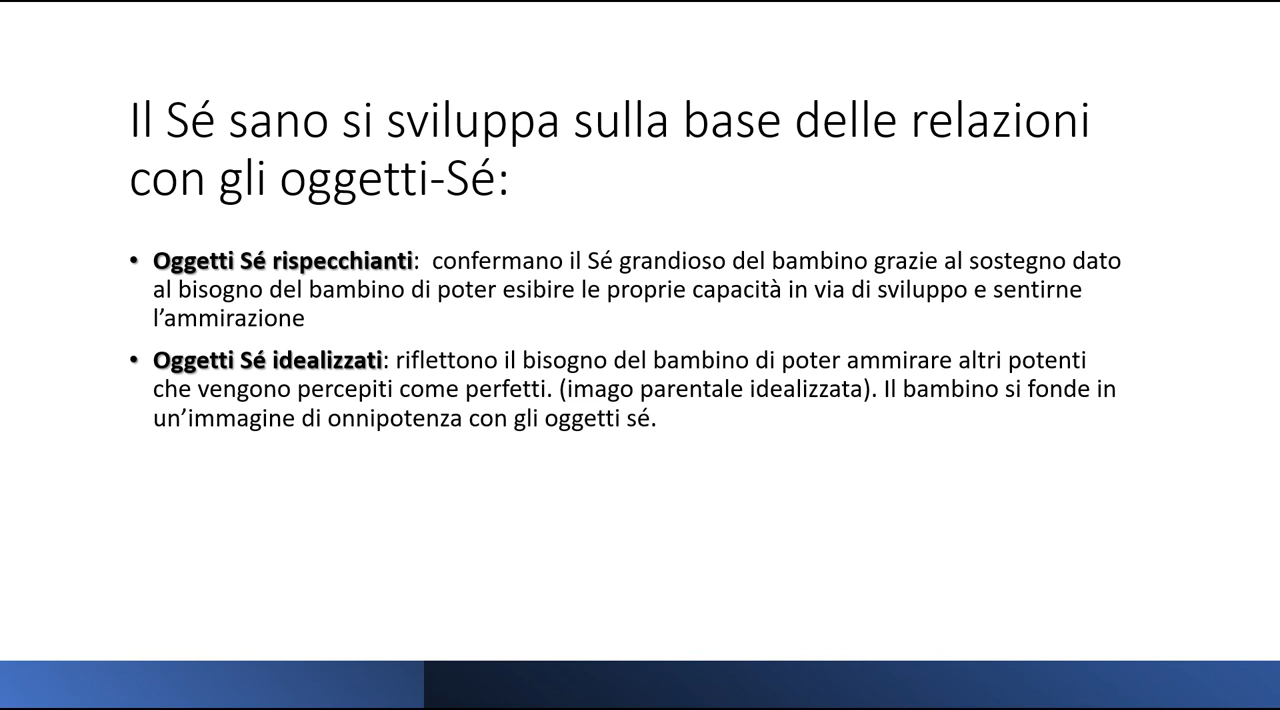 Il Sé sano si sviluppa sulla base delle relazioni
con gli oggetti-Sé:
• Oggetti Sé rispecchianti:  confermano il Sé grandioso del bambino grazie al sostegno dato
al bisogno del bambino di poter esibire le proprie capacità in via di sviluppo e sentirne
l’ammirazione
• Oggetti Sé idealizzati: riflettono il bisogno del bambino di poter ammirare altri potenti
che vengono percepiti come perfetti. (imago parentale idealizzata). Il bambino si fonde in
un’immagine di onnipotenza con gli oggetti sé.